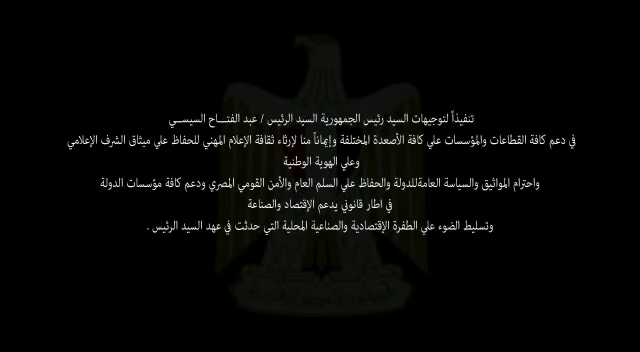 تنفيذاً لتوجيهات السيد رئيس الجمهورية السيد الرئيس / عبد الفتـــاح السيســـي
في دعم كافة القطاعات والمؤسسات علي كافة الأصعدة المختلفة وإيماناً منا لإرثاء ثقافة الإعلام المهني للحفاظ علي ميثاق الشرف الإعلامي
وعلي الهوية الوطنية
واحترام المواثيق والسياسة العامةللدولة والحفاظ علي السلم العام والأمن القومي المصري ودعم كافة مؤسسات الدولة
في اطار قانوني يدعم الإقتصاد والصناعة
وتسليط الضوء علي الطفرة الإقتصادية والصناعية المحلية التي حدثت في عهد السيد الرئيس .